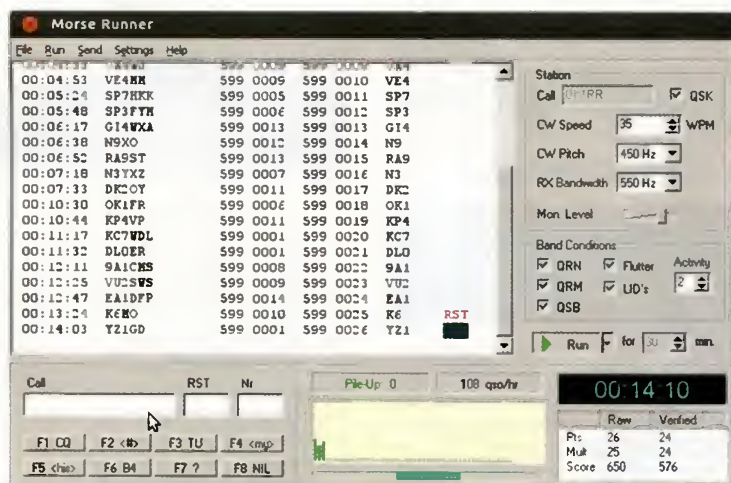 Morse Runner
File Run Send Settings Help
00:04:53 VE4MM 599 0009 599 0010 VE4
00:05:24 SP7HKK 599 0005 599 0011 SP7
00:05:48 SP3FYM 599 0006 599 0012 SP3
00:06:17 GI4WXA 599 0013 599 0013 GI4
00:06:38 N9XO 599 0012 599 0014 N9
00:06:52 RA9ST 599 0013 599 0015 RA9
00:07:18 N3YXZ 599 0007 599 0016 N3
00:07:33 DK2OY 599 0011 599 0017 DK2
00:10:30 OK1FR 599 0006 599 0018 OK1
00:10:44 KP4VP 599 0011 599 0019 KP4
00:11:17 KC7WDL 599 0001 599 0020 KC7
00:11:32 DL0ER 599 0001 599 0021 DL0
00:12:11 9A1CMS 599 0008 599 0022 9A1
00:12:25 VU2SWS 599 0009 599 0023 VU2
00:12:47 EA1DFP 599 0014 599 0024 EA1
00:13:24 K6MO 599 0010 599 0025 K6 RST
00:14:03 YZ1GD 599 0001 599 0026 YZ1
Station
Call QSK
CW Speed 35 WPM
CW Pitch 450 Hz
RX Bandwidth 550 Hz
Mon. Level
Band Conditions
QRN Flutter Activity
QRM LID's 2
QSB
Run for 30 min.
Call RST Nr
F1 CQ F2 <#> F3 TU F4 <my>
F5 <his> F6 B4 F7 ? F8 NIL
Pile-Up: 0 108 qso/hr
00:14:10
Raw Verified
Pts 26 24
Mult 25 24
Score 650 576